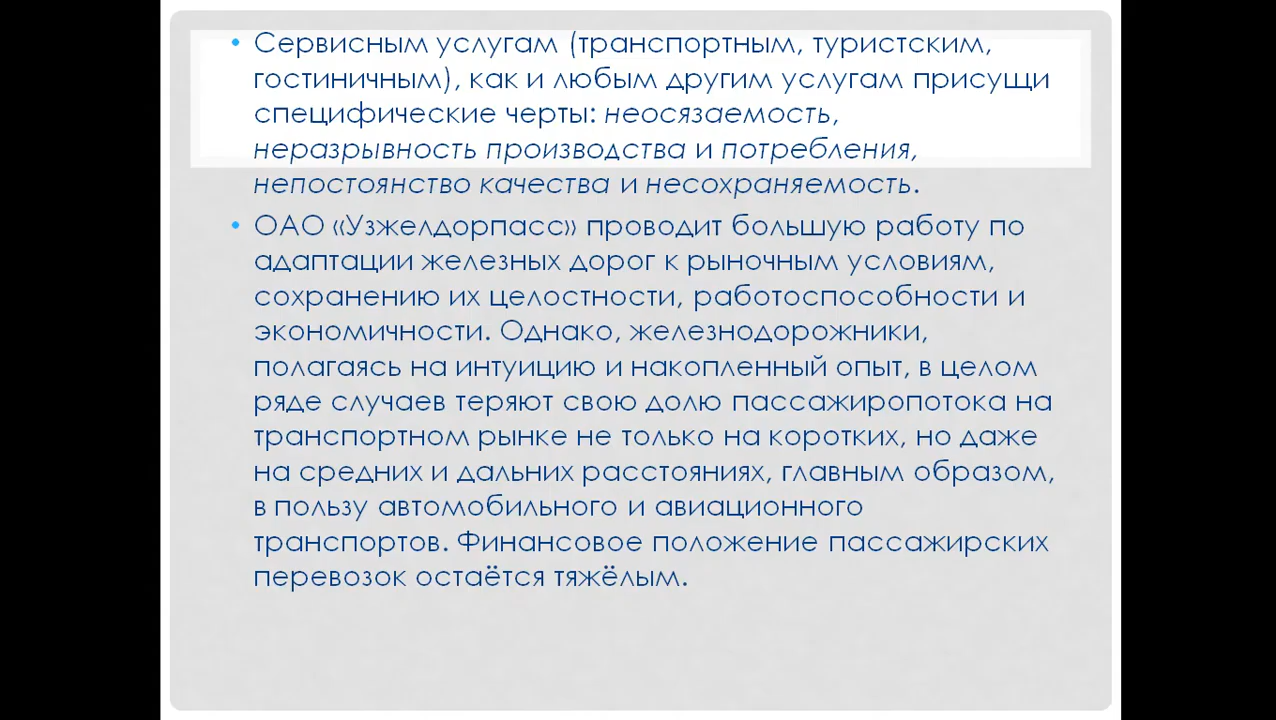 • Сервисным услугам (транспортным, туристским,
гостиничным), как и любым другим услугам присущи
специфические черты: неосязаемость,
неразрывность производства и потребления,
непостоянство качества и несохраняемость.
• ОАО «Узжелдорпасс» проводит большую работу по
адаптации железных дорог к рыночным условиям,
сохранению их целостности, работоспособности и
экономичности. Однако, железнодорожники,
полагаясь на интуицию и накопленный опыт, в целом
ряде случаев теряют свою долю пассажиропотока на
транспортном рынке не только на коротких, но даже
на средних и дальних расстояниях, главным образом,
в пользу автомобильного и авиационного
транспортов. Финансовое положение пассажирских
перевозок остаётся тяжёлым.